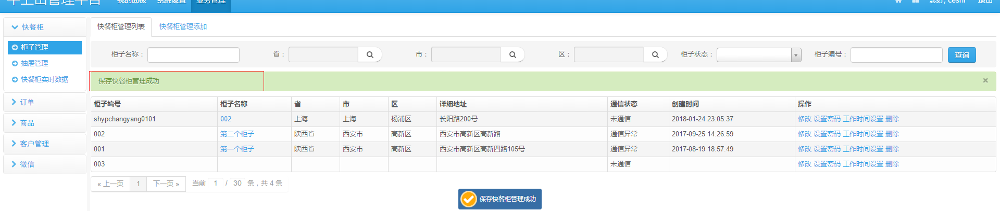 我的面板 系统设置 业务管理 您好, ceshi 退出
快餐柜
柜子管理
抽屉管理
快餐柜实时数据
订单
商品
客户管理
微信
快餐柜管理列表 快餐柜管理添加
柜子名称： 省： 市： 区： 柜子状态： 柜子编号： 查询
保存快餐柜管理成功 ×
柜子编号 柜子名称 省 市 区 详细地址 通信状态 创建时间 操作
shypchangyang0101 002 上海 上海 杨浦区 长阳路200号 未通信 2018-01-24 23:05:37 修改 设置密码 工作时间设置 删除
002 第二个柜子 陕西省 西安市 高新区 西安市高新区高新路 通信异常 2017-09-25 14:26:59 修改 设置密码 工作时间设置 删除
001 第一个柜子 陕西省 西安市 高新区 西安市高新区高新四路105号 通信异常 2017-08-19 18:57:49 修改 设置密码 工作时间设置 删除
003 未通信 修改 设置密码 工作时间设置 删除
« 上一页 1 下一页 » 当前 1 / 30 条，共 4 条
保存快餐柜管理成功